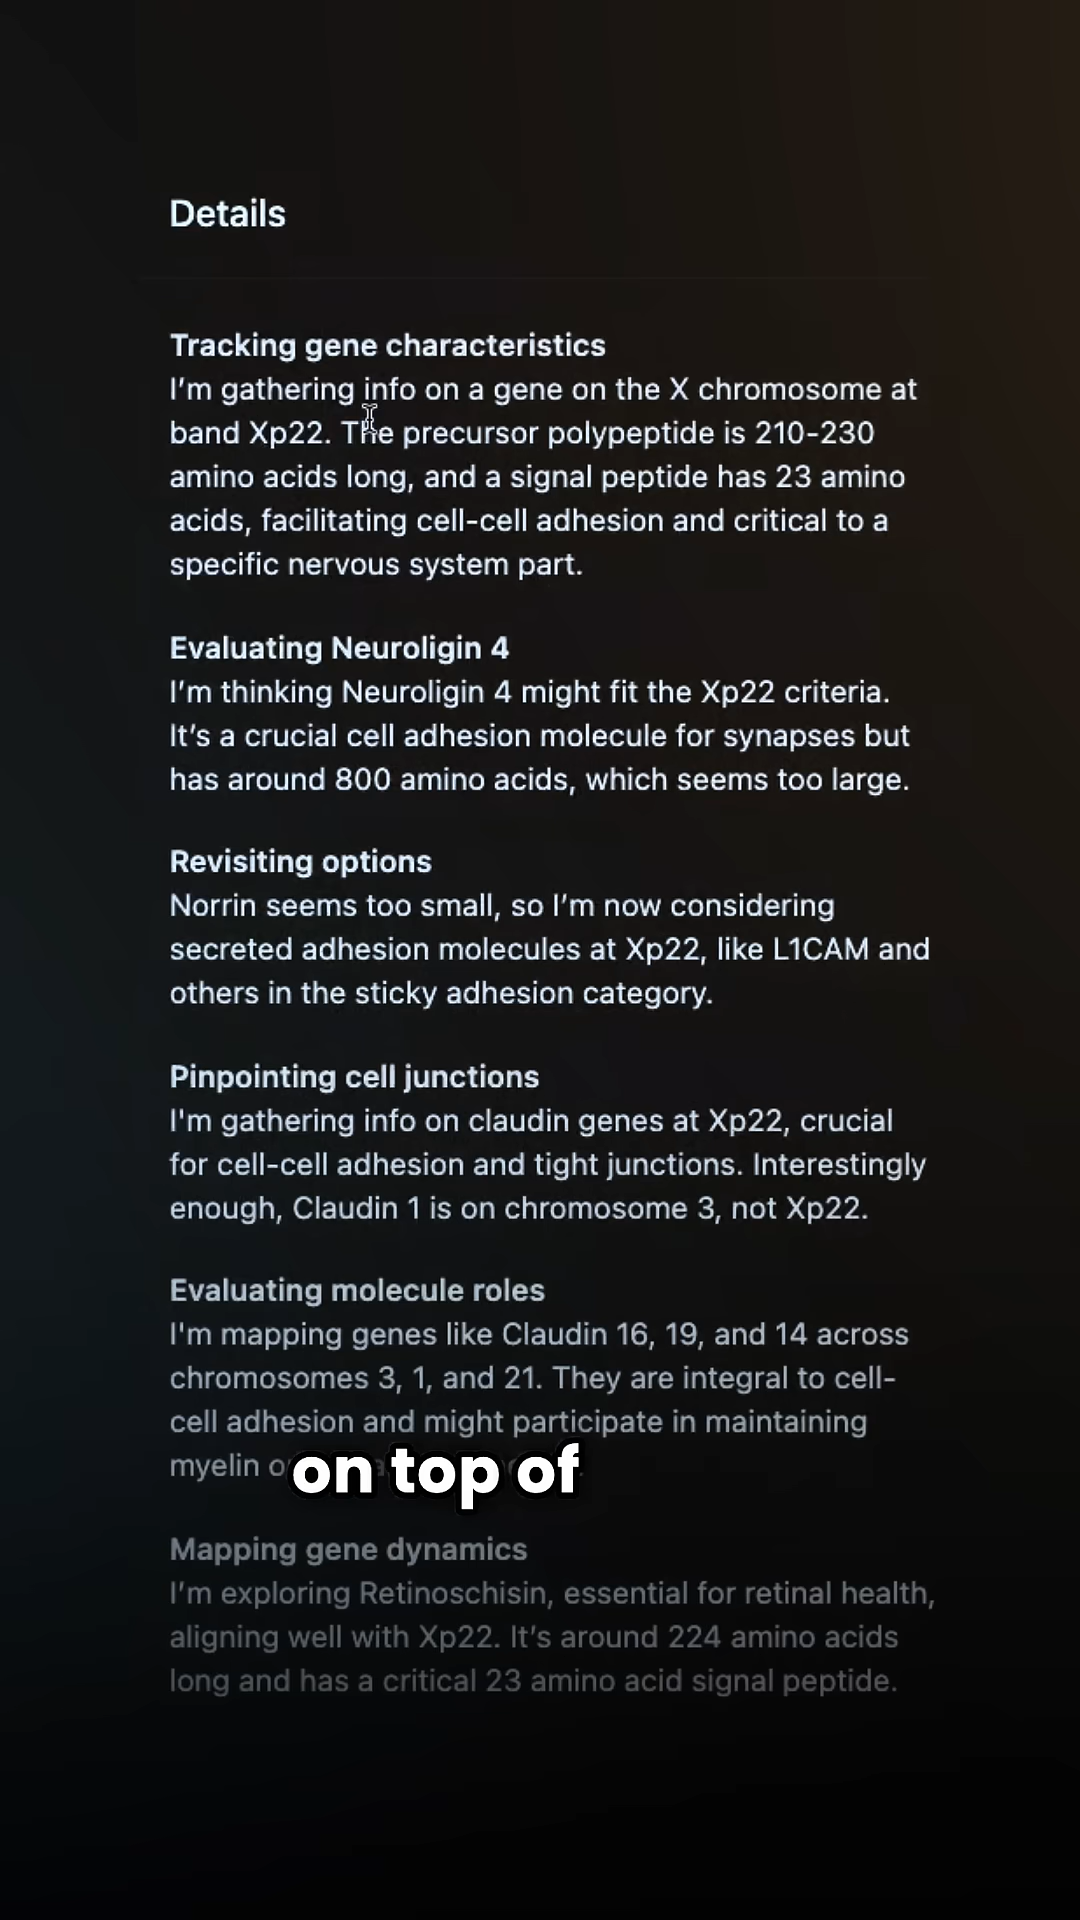 Details
Tracking gene characteristics
I'm gathering info on a gene on the X chromosome at
band Xp22. The precursor polypeptide is 210-230
amino acids long, and a signal peptide has 23 amino
acids, facilitating cell-cell adhesion and critical to a
specific nervous system part.
Evaluating Neuroligin 4
I'm thinking Neuroligin 4 might fit the Xp22 criteria.
It's a crucial cell adhesion molecule for synapses but
has around 800 amino acids, which seems too large.
Revisiting options
Norrin seems too small, so I'm now considering
secreted adhesion molecules at Xp22, like L1CAM and
others in the sticky adhesion category.
Pinpointing cell junctions
I'm gathering info on claudin genes at Xp22, crucial
for cell-cell adhesion and tight junctions. Interestingly
enough, Claudin 1 is on chromosome 3, not Xp22.
Evaluating molecule roles
I'm mapping genes like Claudin 16, 19, and 14 across
chromosomes 3, 1, and 21. They are integral to cell-
cell adhesion and might participate in maintaining
myelin
on top of
Mapping gene dynamics
I'm exploring Retinoschisin, essential for retinal health,
aligning well with Xp22. It's around 224 amino acids
long and has a critical 23 amino acid signal peptide.